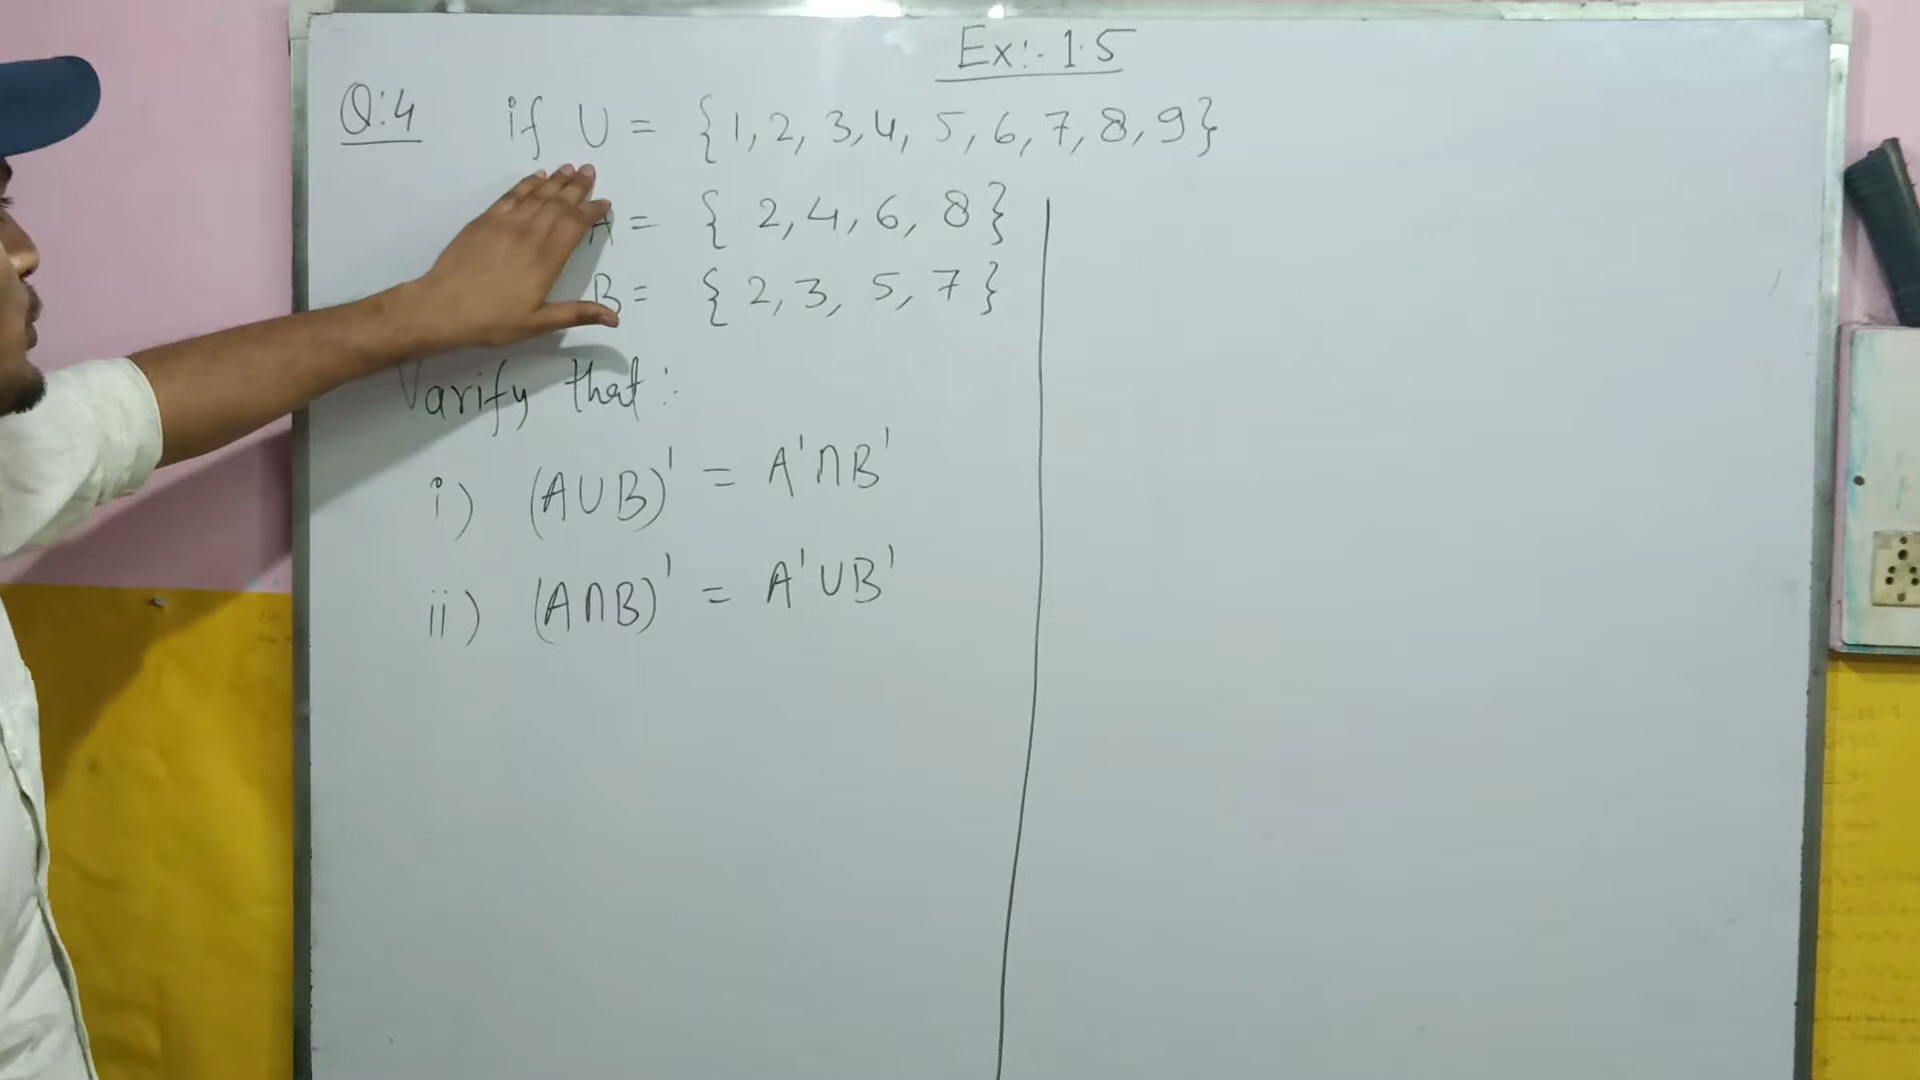 Ex:- 1.5
Q:4 if U = {1, 2, 3, 4, 5, 6, 7, 8, 9}
A = { 2, 4, 6, 8 }
B = { 2, 3, 5, 7 }
Varify that :-
i) (A∪B)' = A'∩B'
ii) (A∩B)' = A'∪B'